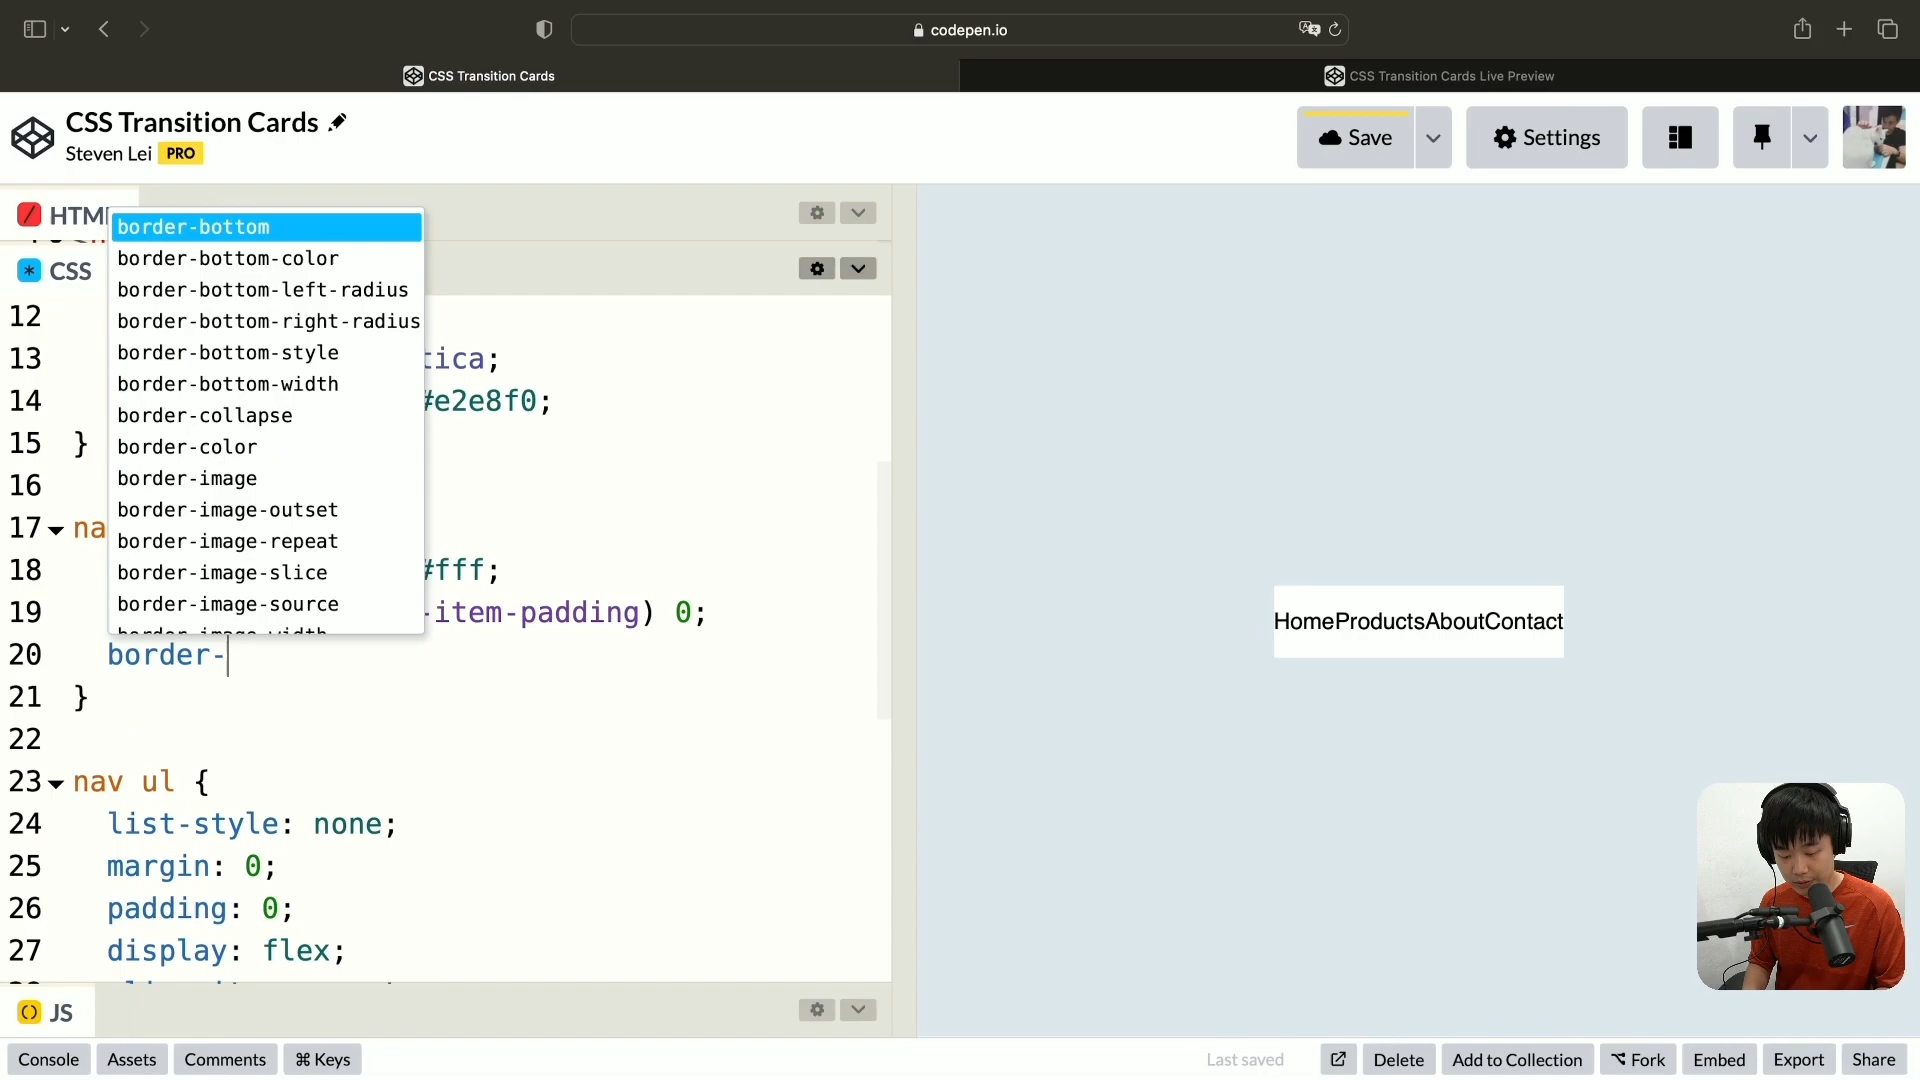 codepen.io
CSS Transition Cards
CSS Transition Cards Live Preview
CSS Transition Cards
Steven Lei PRO
Save
Settings
HTML
border-bottom
CSS
border-bottom-color
border-bottom-left-radius
border-bottom-right-radius
border-bottom-style
border-bottom-width
border-collapse
border-color
border-image
border-image-outset
border-image-repeat
border-image-slice
border-image-source
border-image-width
12
13 tica;
14 #e2e8f0;
15 }
16
17 na
18 #fff;
19 -item-padding) 0;
20 border-
21 }
22
23 nav ul {
24 list-style: none;
25 margin: 0;
26 padding: 0;
27 display: flex;
HomeProductsAboutContact
JS
Console Assets Comments ⌘ Keys Last saved Delete Add to Collection Fork Embed Export Share